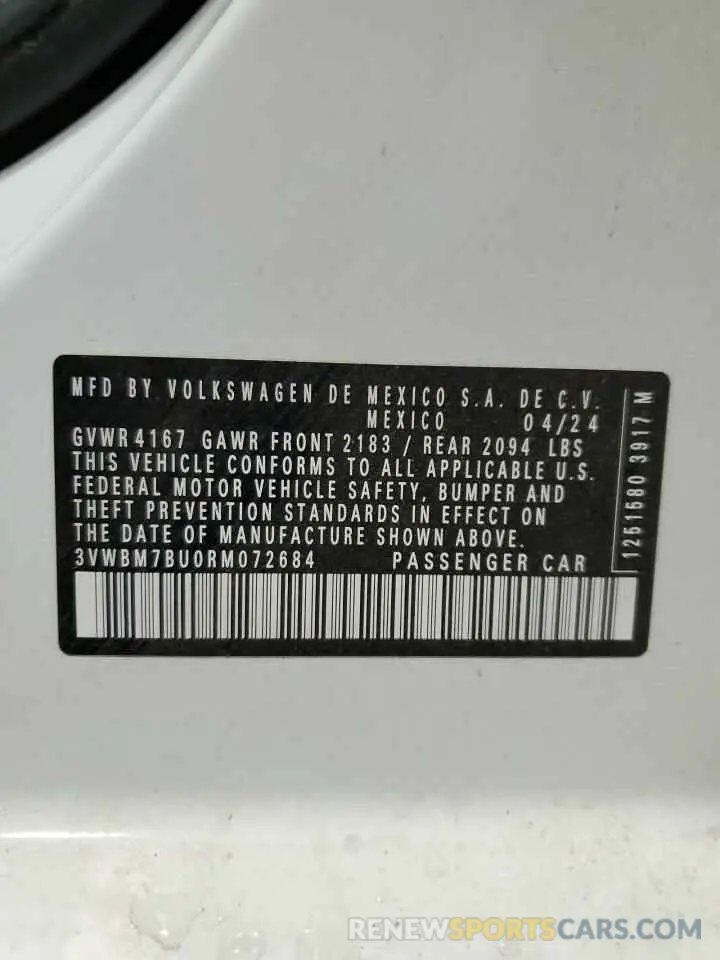 MFD BY VOLKSWAGEN DE MEXICO S.A. DE C.V.
MEXICO 04/24
GVWR 4167 GAWR FRONT 2183 / REAR 2094 LBS
THIS VEHICLE CONFORMS TO ALL APPLICABLE U.S.
FEDERAL MOTOR VEHICLE SAFETY, BUMPER AND
THEFT PREVENTION STANDARDS IN EFFECT ON
THE DATE OF MANUFACTURE SHOWN ABOVE.
3VWBM7BU0RM072684 PASSENGER CAR
1251580 3917 M
RENEWSPORTSCARS.COM